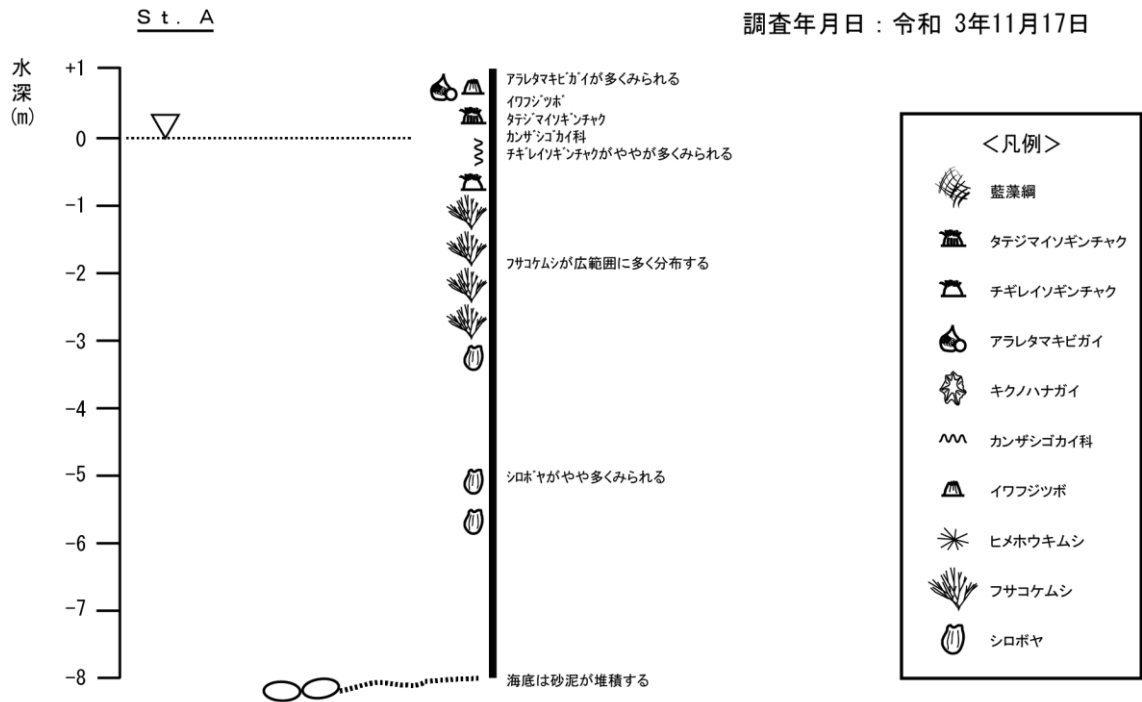 St. A
調査年月日：令和 3年11月17日
水深(m)
+1
0
-1
-2
-3
-4
-5
-6
-7
-8
アラレタマキビガイが多くみられる
イワフジツボ
タテジマイソギンチャク
カンザシゴカイ科
チギレイソギンチャクがややが多くみられる
フサコケムシが広範囲に多く分布する
シロボヤがやや多くみられる
海底は砂泥が堆積する
＜凡例＞
藍藻綱
タテジマイソギンチャク
チギレイソギンチャク
アラレタマキビガイ
キクノハナガイ
カンザシゴカイ科
イワフジツボ
ヒメホウキムシ
フサコケムシ
シロボヤ